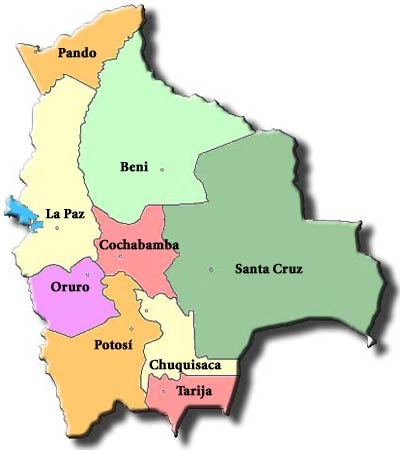 Pando
Beni
La Paz
Cochabamba
Santa Cruz
Oruro
Potosí
Chuquisaca
Tarija